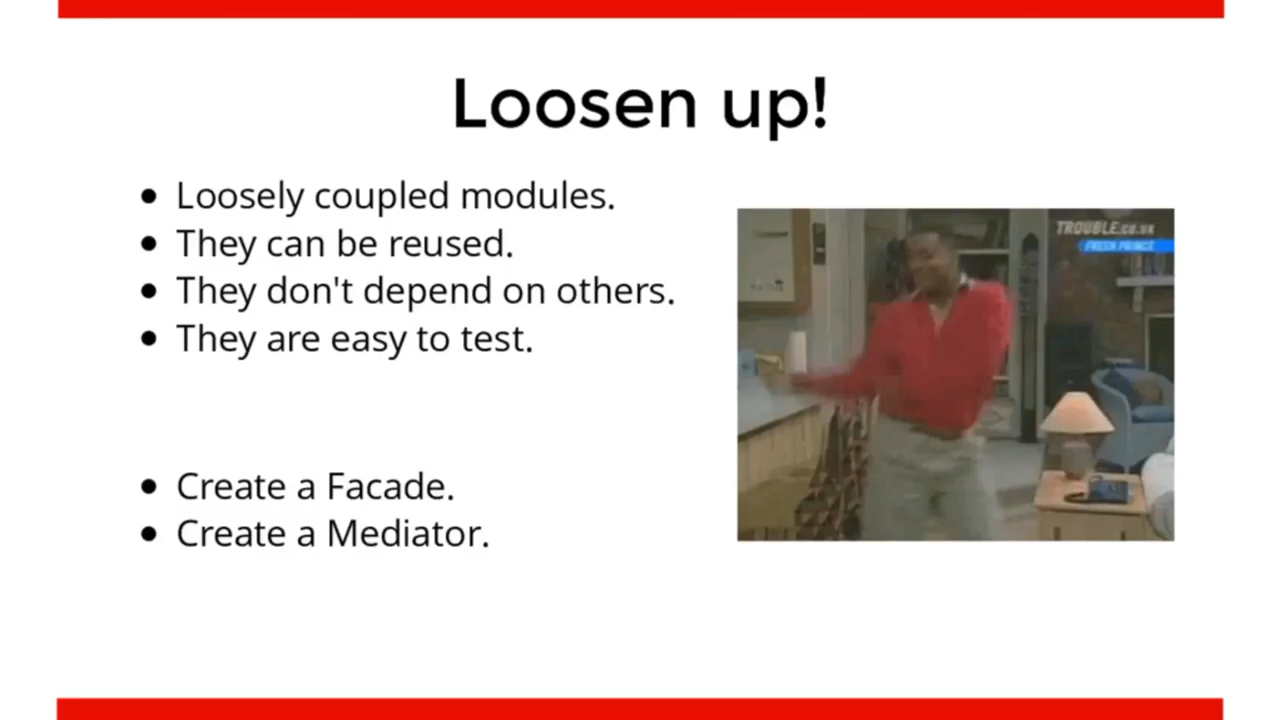 Loosen up!
Loosely coupled modules.
They can be reused.
They don't depend on others.
They are easy to test.
Create a Facade.
Create a Mediator.
TROUBLE.co.uk
FRESH PRINCE